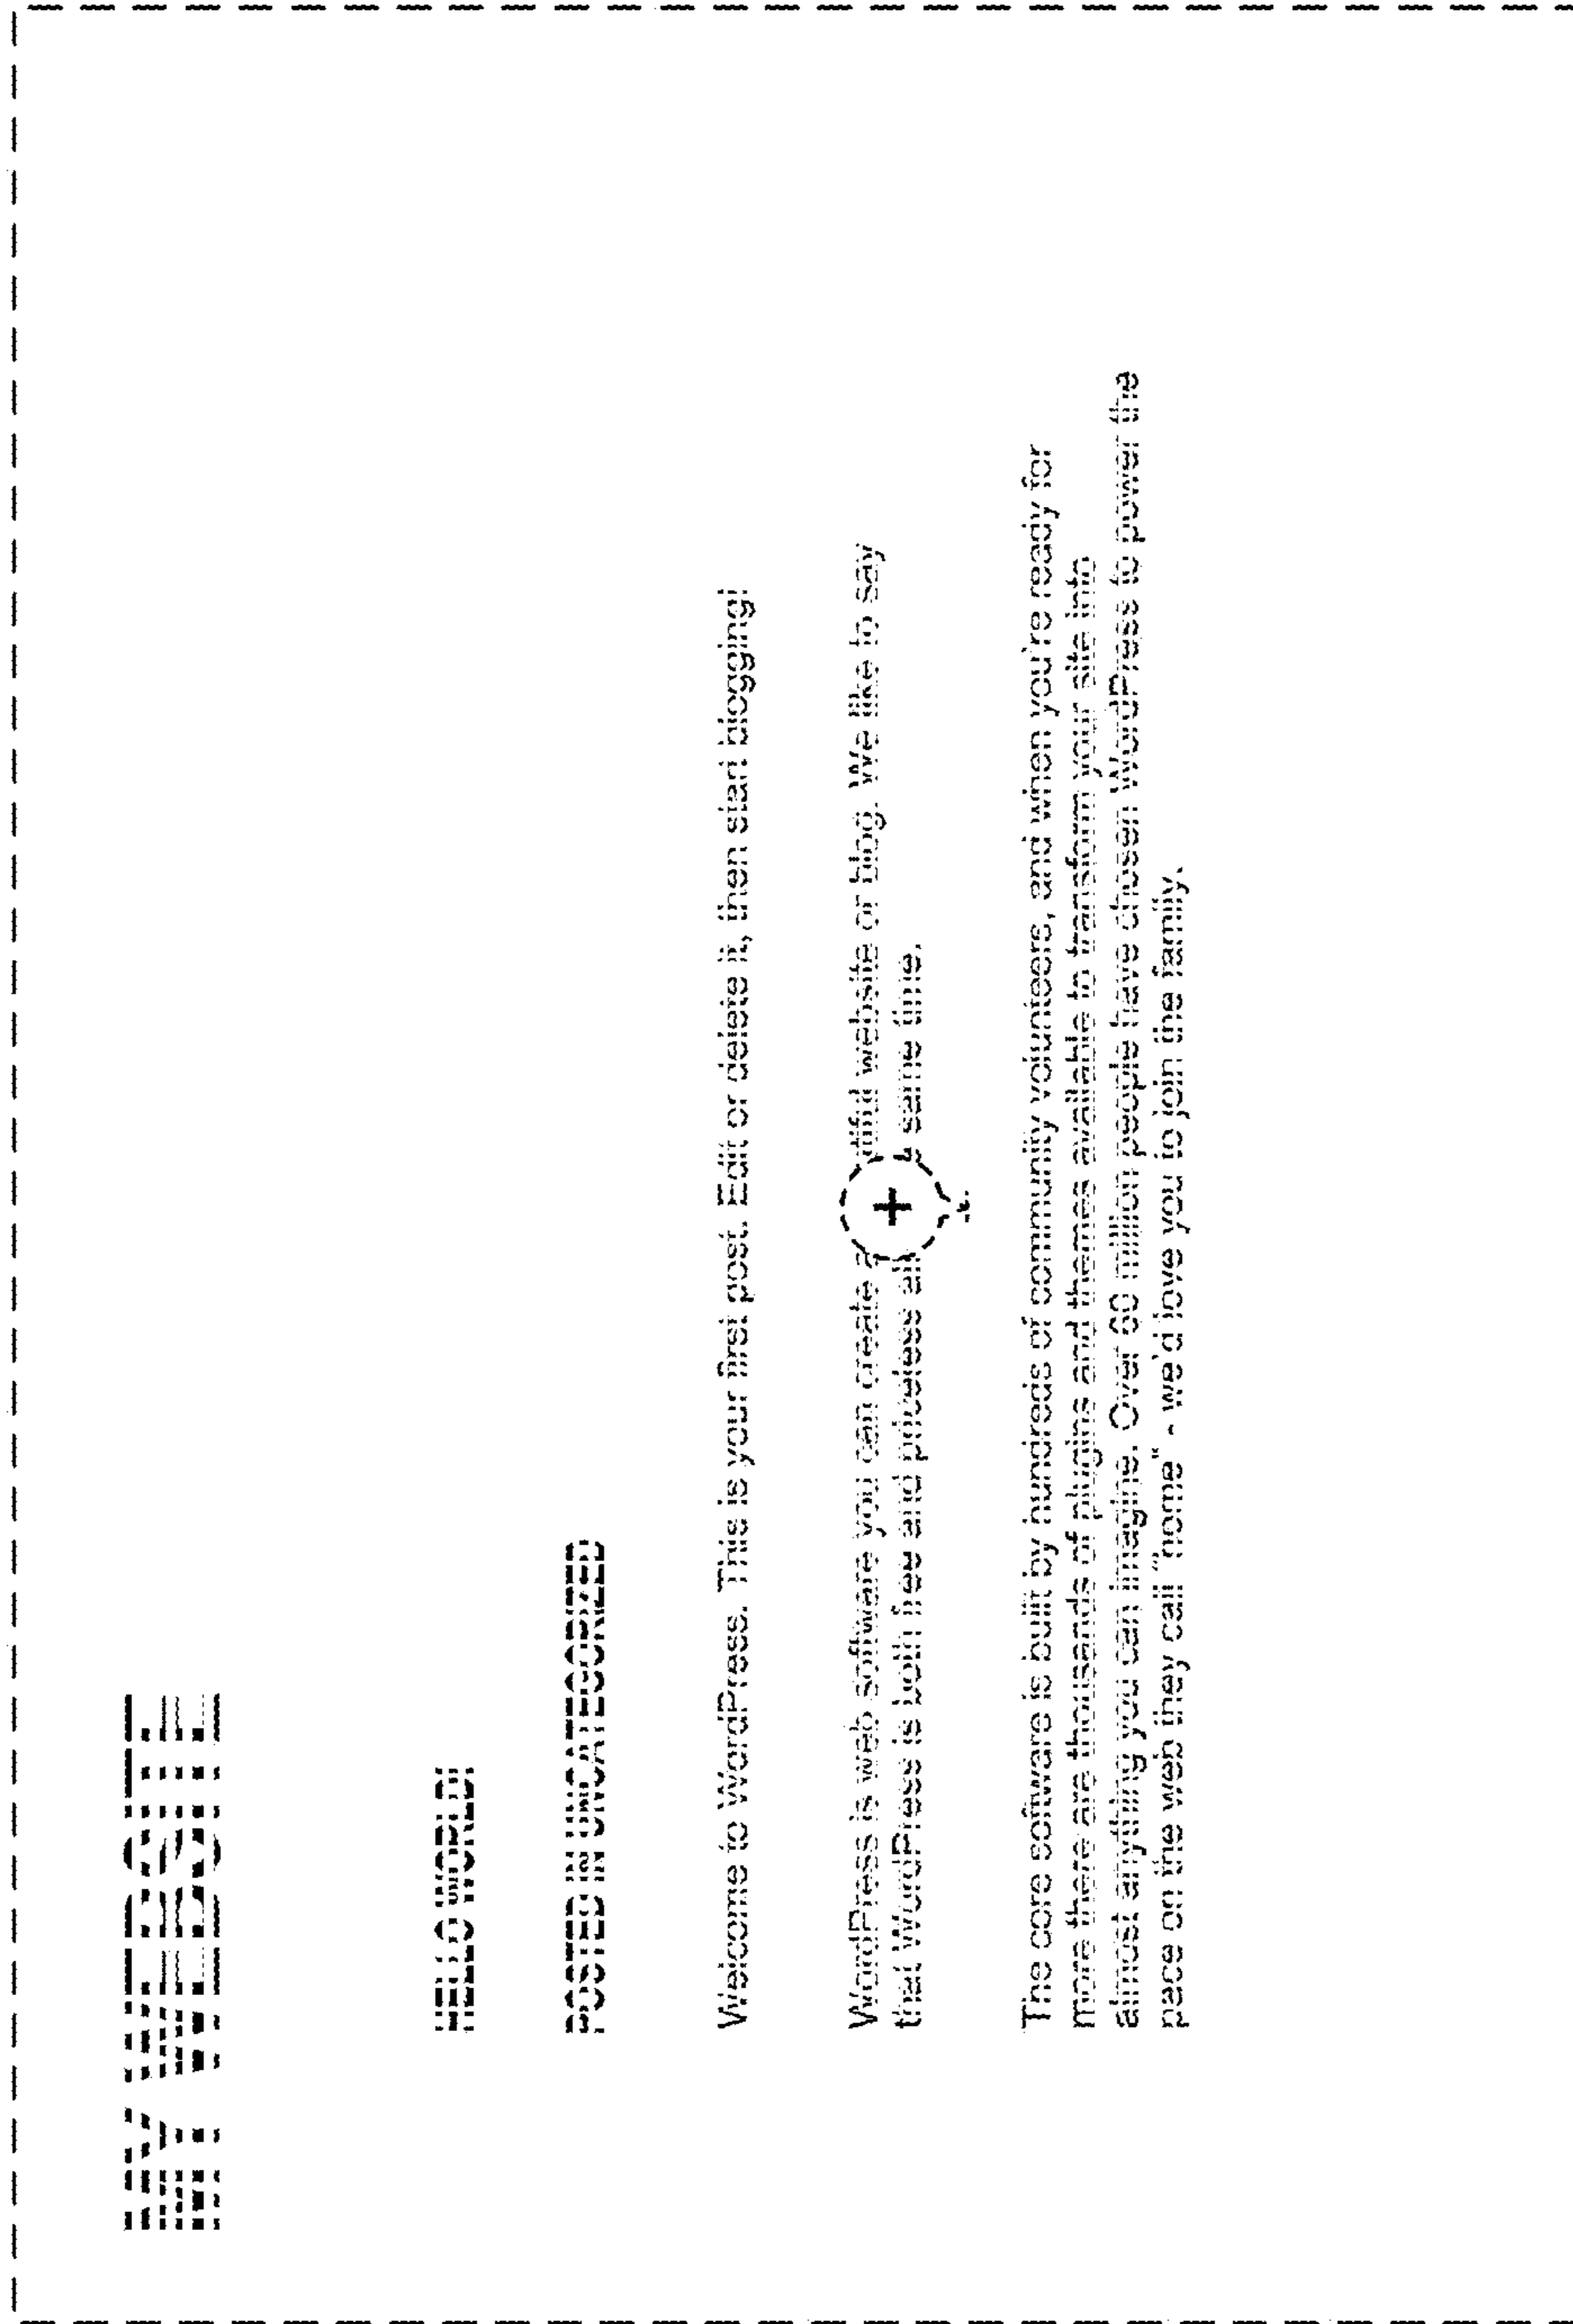 MY WEBSITE
HELLO WORLD!
POSTED IN UNCATEGORIZED
Welcome to WordPress. This is your first post. Edit or delete it, then start blogging!
WordPress is web software you can create a utiful website or blog. We like to say
that WordPress is both free and priceless at same time.
The core software is built by hundreds of community volunteers, and when you're ready for
more there are thousands of plugins and themes available to transform your site into
almost anything you can imagine. Over 60 million people have chosen WordPress to power the
pace on the web they call "home" - we'd love you to join the family.